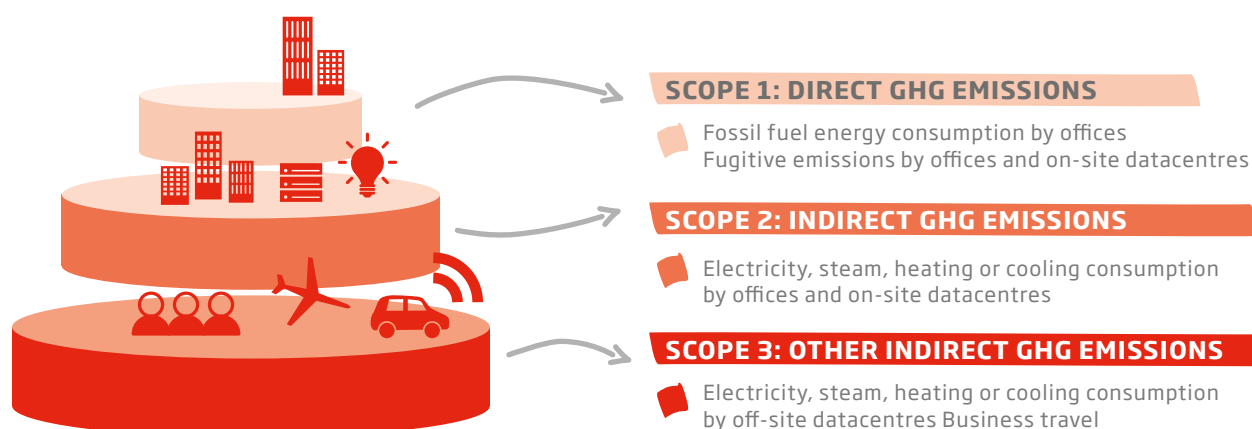 SCOPE 1: DIRECT GHG EMISSIONS
Fossil fuel energy consumption by offices
Fugitive emissions by offices and on-site datacentres
SCOPE 2: INDIRECT GHG EMISSIONS
Electricity, steam, heating or cooling consumption
by offices and on-site datacentres
SCOPE 3: OTHER INDIRECT GHG EMISSIONS
Electricity, steam, heating or cooling consumption
by off-site datacentres Business travel